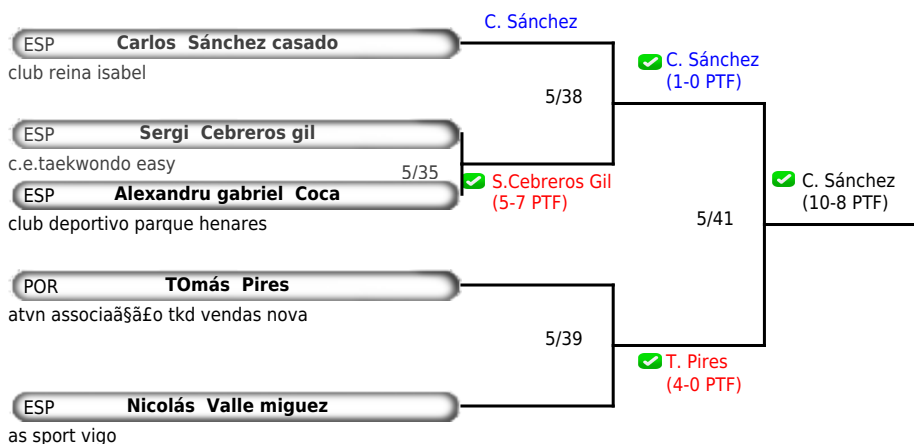 C. Sánchez
ESP Carlos Sánchez casado
club reina isabel
C. Sánchez
(1-0 PTF)
5/38
ESP Sergi Cebreros gil
c.e.taekwondo easy
5/35
S.Cebreros Gil
(5-7 PTF)
ESP Alexandru gabriel Coca
club deportivo parque henares
C. Sánchez
(10-8 PTF)
5/41
POR TOmás Pires
atvn associaã§ã£o tkd vendas nova
5/39
T. Pires
(4-0 PTF)
ESP Nicolás Valle miguez
as sport vigo